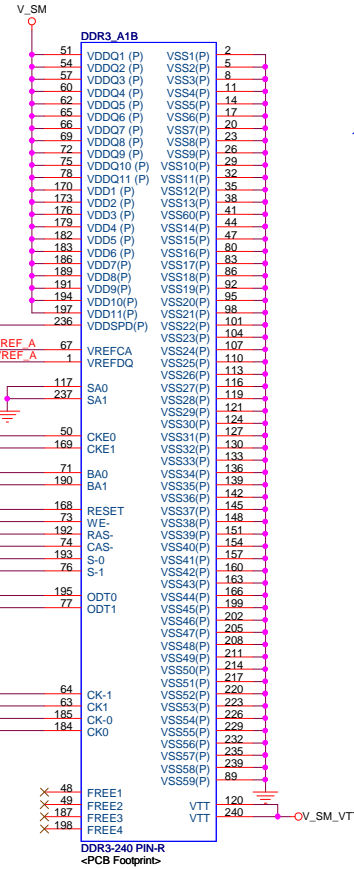 V_SM
DDR3_A1B
51 VDDQ1 (P)
54 VDDQ2 (P)
57 VDDQ3 (P)
60 VDDQ4 (P)
62 VDDQ5 (P)
65 VDDQ6 (P)
66 VDDQ7 (P)
69 VDDQ8 (P)
72 VDDQ9 (P)
75 VDDQ10 (P)
78 VDDQ11 (P)
170 VDD1 (P)
173 VDD2 (P)
176 VDD3 (P)
179 VDD4 (P)
182 VDD5 (P)
183 VDD6 (P)
186 VDD7(P)
189 VDD8(P)
191 VDD9(P)
194 VDD10(P)
197 VDD11(P)
236 VDDSPD(P)
REF_A 67 VREFCA
REF_A 1 VREFDQ
117 SA0
237 SA1
50 CKE0
169 CKE1
71 BA0
190 BA1
168 RESET
73 WE-
192 RAS-
74 CAS-
193 S-0
76 S-1
195 ODT0
77 ODT1
64 CK-1
63 CK1
185 CK-0
184 CK0
48 FREE1
49 FREE2
187 FREE3
198 FREE4
VSS1(P) 2
VSS2(P) 5
VSS3(P) 8
VSS4(P) 11
VSS5(P) 14
VSS6(P) 17
VSS7(P) 20
VSS8(P) 23
VSS9(P) 26
VSS10(P) 29
VSS11(P) 32
VSS12(P) 35
VSS13(P) 38
VSS60(P) 41
VSS14(P) 44
VSS15(P) 47
VSS16(P) 80
VSS17(P) 83
VSS18(P) 86
VSS19(P) 92
VSS20(P) 95
VSS21(P) 98
VSS22(P) 101
VSS23(P) 104
VSS24(P) 107
VSS25(P) 110
VSS26(P) 113
VSS27(P) 116
VSS28(P) 119
VSS29(P) 121
VSS30(P) 124
VSS31(P) 127
VSS32(P) 130
VSS33(P) 133
VSS34(P) 136
VSS35(P) 139
VSS36(P) 142
VSS37(P) 145
VSS38(P) 148
VSS39(P) 151
VSS40(P) 154
VSS41(P) 157
VSS42(P) 160
VSS43(P) 163
VSS44(P) 166
VSS45(P) 199
VSS46(P) 202
VSS47(P) 205
VSS48(P) 208
VSS49(P) 211
VSS50(P) 214
VSS51(P) 217
VSS52(P) 220
VSS53(P) 223
VSS54(P) 226
VSS55(P) 229
VSS56(P) 232
VSS57(P) 235
VSS58(P) 239
VSS59(P) 89
VTT 120
VTT 240 V_SM_VT
DDR3-240 PIN-R
<PCB Footprint>